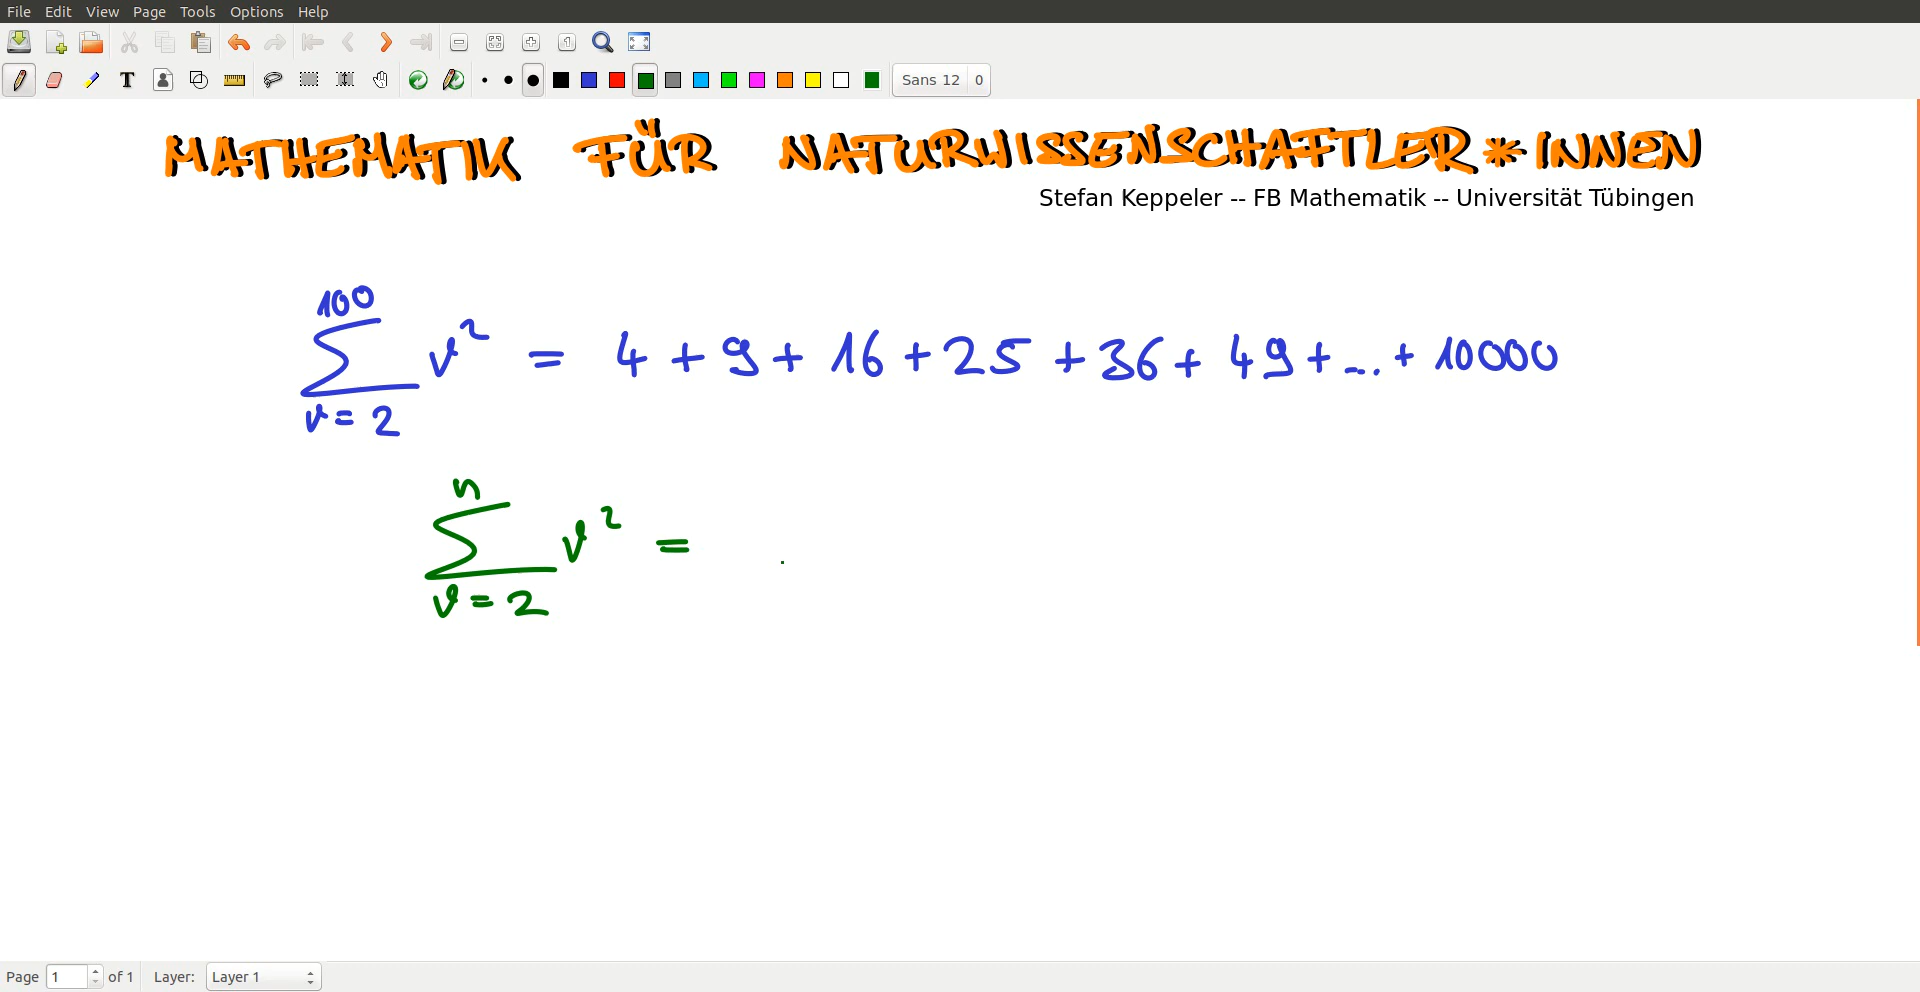 File Edit View Page Tools Options Help
Sans 12 0
MATHEMATIK FÜR NATURWISSENSCHAFTLER*INNEN
Stefan Keppeler -- FB Mathematik -- Universität Tübingen
100
∑ ν² = 4 + 9 + 16 + 25 + 36 + 49 + ... + 10000
ν = 2
n
∑ ν² =
ν = 2
Page 1 of 1 Layer: Layer 1